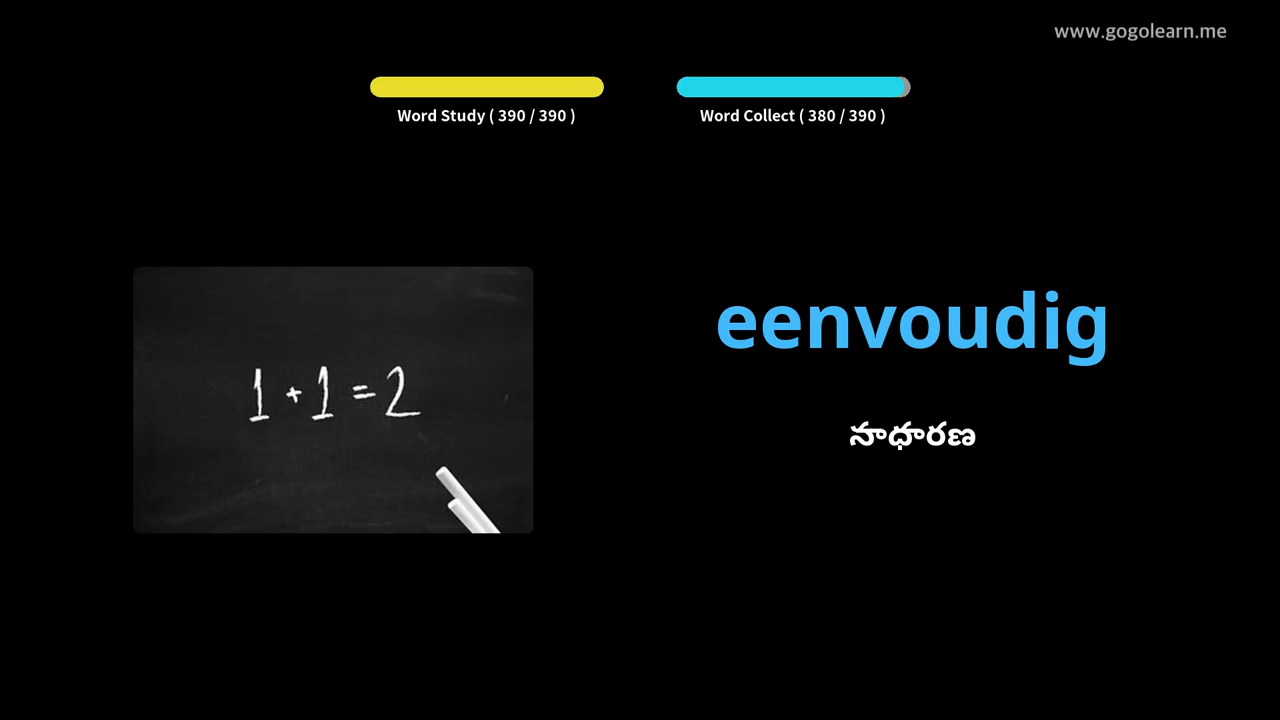 www.gogolearn.me
Word Study ( 390 / 390 )
Word Collect ( 380 / 390 )
1 + 1 = 2
eenvoudig
సాధారణ